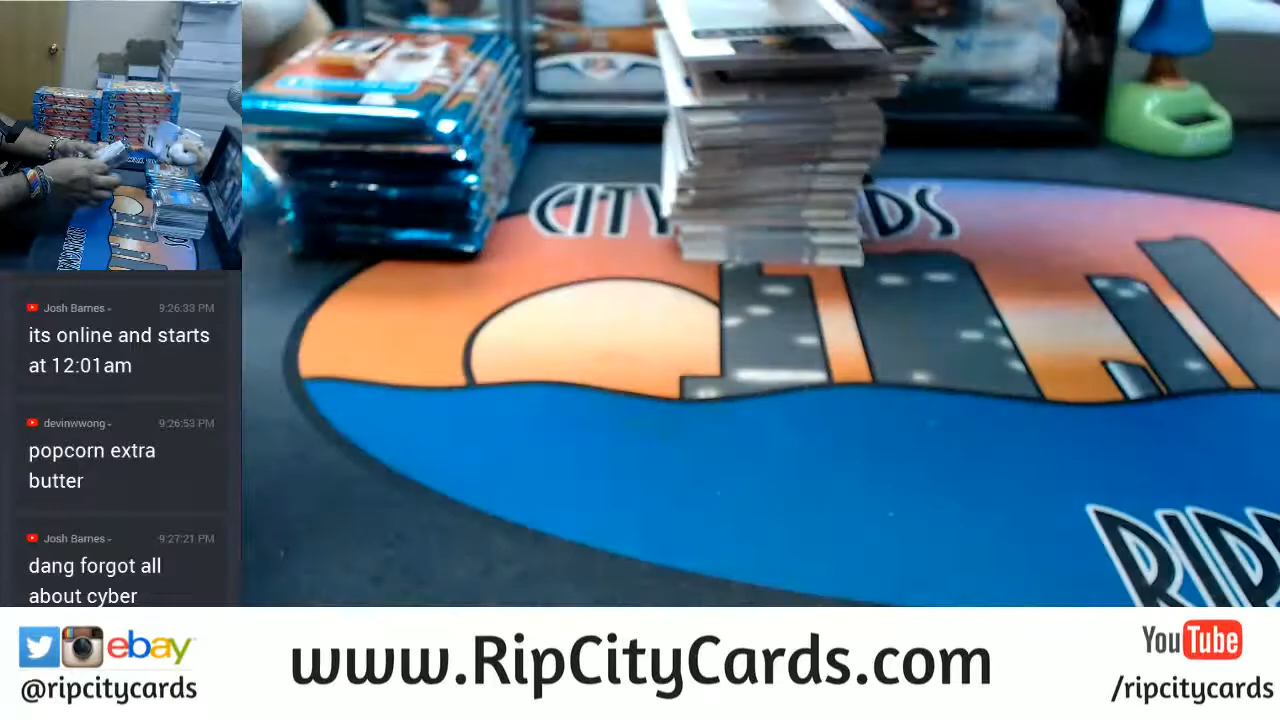 Josh Barnes
9:26:33 PM
its online and starts
at 12:01am
devinwwong
9:26:53 PM
popcorn extra
butter
Josh Barnes
9:27:21 PM
dang forgot all
about cyber
CITY
RDS
ebay
www.RipCityCards.com
YouTube
@ripcitycards
/ripcitycards